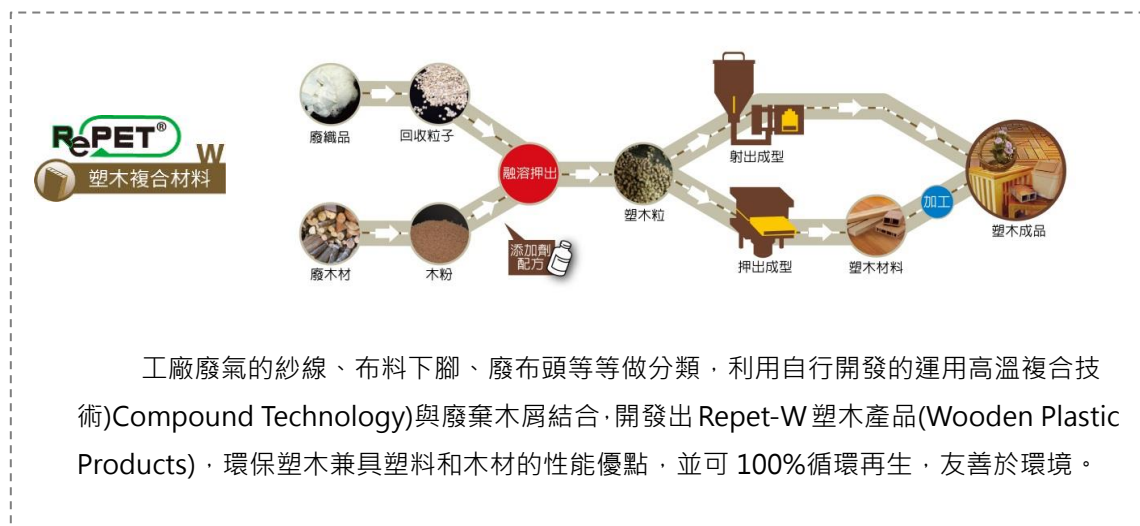 廢織品
回收粒子
射出成型
RePET®
W
塑木複合材料
融溶押出
塑木粒
加工
塑木成品
廢木材
木粉
添加劑
配方
押出成型
塑木材料
工廠廢氣的紗線、布料下腳、廢布頭等等做分類，利用自行開發的運用高溫複合技
術)Compound Technology)與廢棄木屑結合，開發出 Repet-W 塑木產品(Wooden Plastic
Products)，環保塑木兼具塑料和木材的性能優點，並可 100%循環再生，友善於環境。